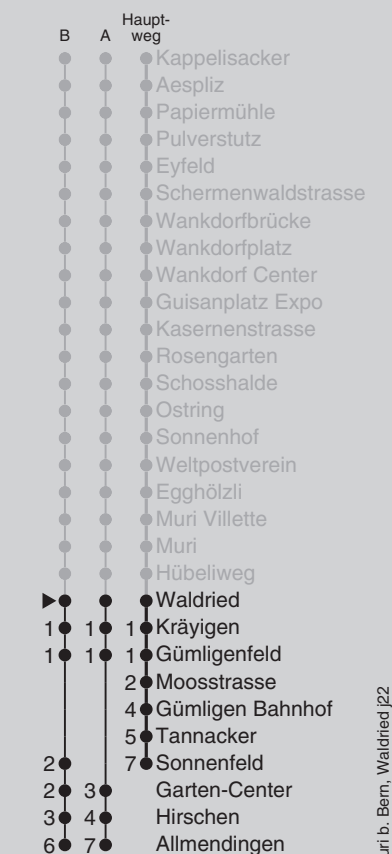 Haupt-
B A weg
Kappelisacker
Aespliz
Papiermühle
Pulverstutz
Eyfeld
Schermenwaldstrasse
Wankdorfbrücke
Wankdorfplatz
Wankdorf Center
Guisanplatz Expo
Kasernenstrasse
Rosengarten
Schosshalde
Ostring
Sonnenhof
Weltpostverein
Egghölzli
Muri Villette
Muri
Hübeliweg
Waldried
1 1 1 Kräyigen
1 1 1 Gümligenfeld
2 Moosstrasse
4 Gümligen Bahnhof
5 Tannacker
2 7 Sonnenfeld
2 3 Garten-Center
3 4 Hirschen
6 7 Allmendingen
b. Bern, Waldried j22